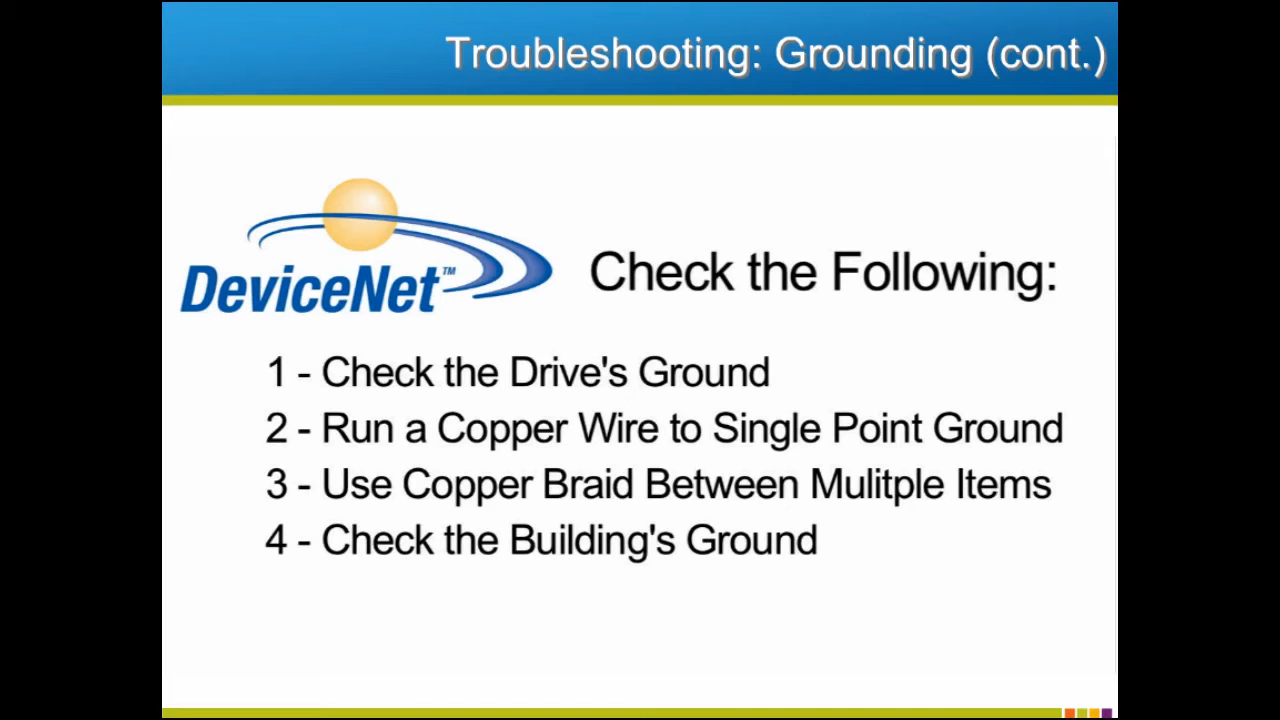 Troubleshooting: Grounding (cont.)
DeviceNet™
Check the Following:
1 - Check the Drive's Ground
2 - Run a Copper Wire to Single Point Ground
3 - Use Copper Braid Between Mulitple Items
4 - Check the Building's Ground